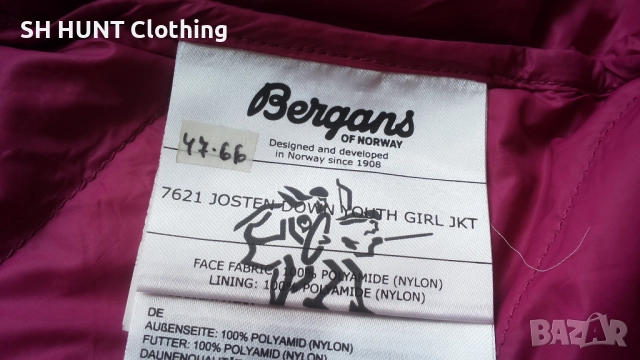 SH HUNT Clothing
Bergans
OF NORWAY
Designed and developed
in Norway since 1908
47.66
7621 JOSTEN DOWN YOUTH GIRL JKT
FACE FABRIC: 100% POLYAMIDE (NYLON)
LINING: 100% POLYAMIDE (NYLON)
DE
AUßENSEITE: 100% POLYAMID (NYLON)
FUTTER: 100% POLYAMID (NYLON)
BAZAR